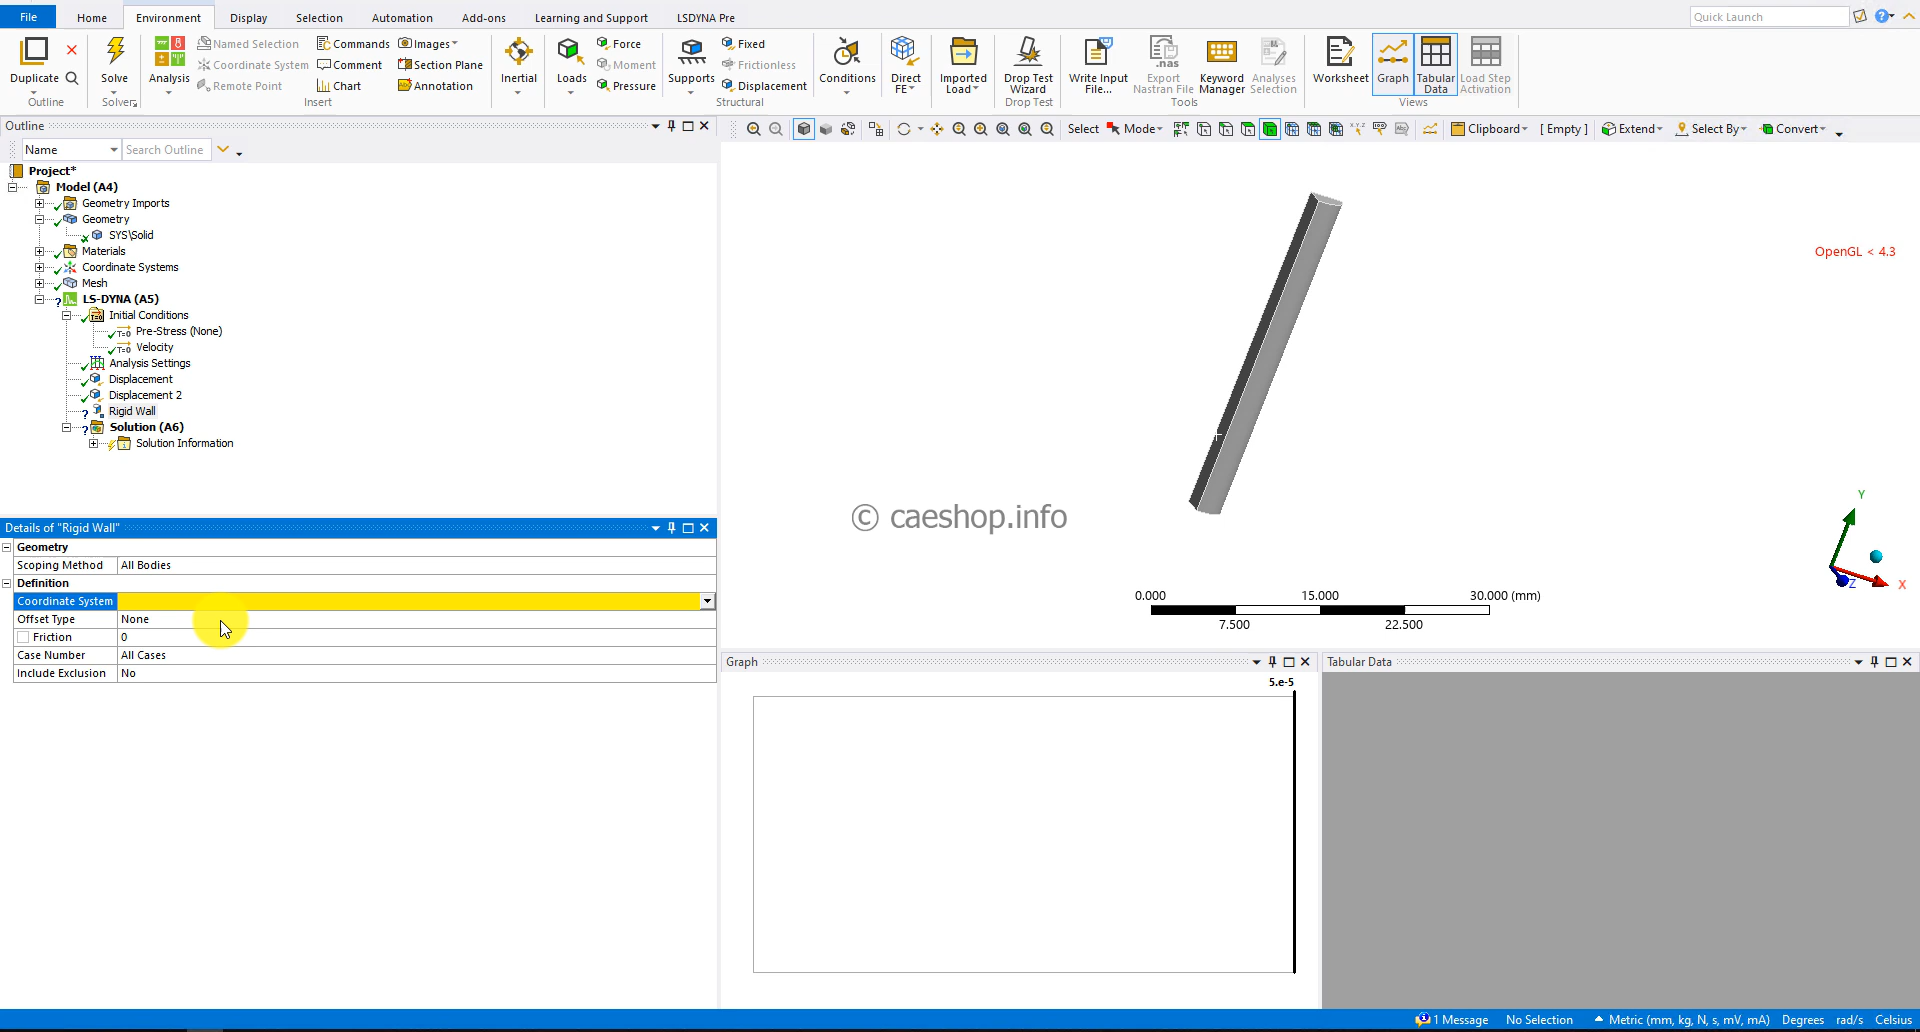 File Home Environment Display Selection Automation Add-ons Learning and Support LSDYNA Pre Quick Launch
Duplicate
Outline
Solve
Solver
Analysis
Named Selection
Coordinate System
Remote Point
Commands
Comment
Chart
Images
Section Plane
Annotation
Insert
Inertial
Loads
Force
Moment
Pressure
Supports
Fixed
Frictionless
Displacement
Structural
Conditions
Direct
FE
Imported
Load
Drop Test
Wizard
Drop Test
Write Input
File...
Export
Nastran File
Keyword
Manager
Analyses
Selection
Tools
Worksheet
Graph
Tabular
Data
Load Step
Activation
Views
Outline
Name Search Outline
Project*
Model (A4)
Geometry Imports
Geometry
SYS\Solid
Materials
Coordinate Systems
Mesh
LS-DYNA (A5)
Initial Conditions
T=0 Pre-Stress (None)
T=0 Velocity
Analysis Settings
Displacement
Displacement 2
Rigid Wall
Solution (A6)
Solution Information
Details of "Rigid Wall"
Geometry
Scoping Method All Bodies
Definition
Coordinate System
Offset Type None
Friction 0
Case Number All Cases
Include Exclusion No
Select Mode Clipboard [ Empty ] Extend Select By Convert
OpenGL < 4.3
© caeshop.info
Y
X
Z
0.000 15.000 30.000 (mm)
7.500 22.500
Graph
5.e-5
Tabular Data
1 Message No Selection Metric (mm, kg, N, s, mV, mA) Degrees rad/s Celsius